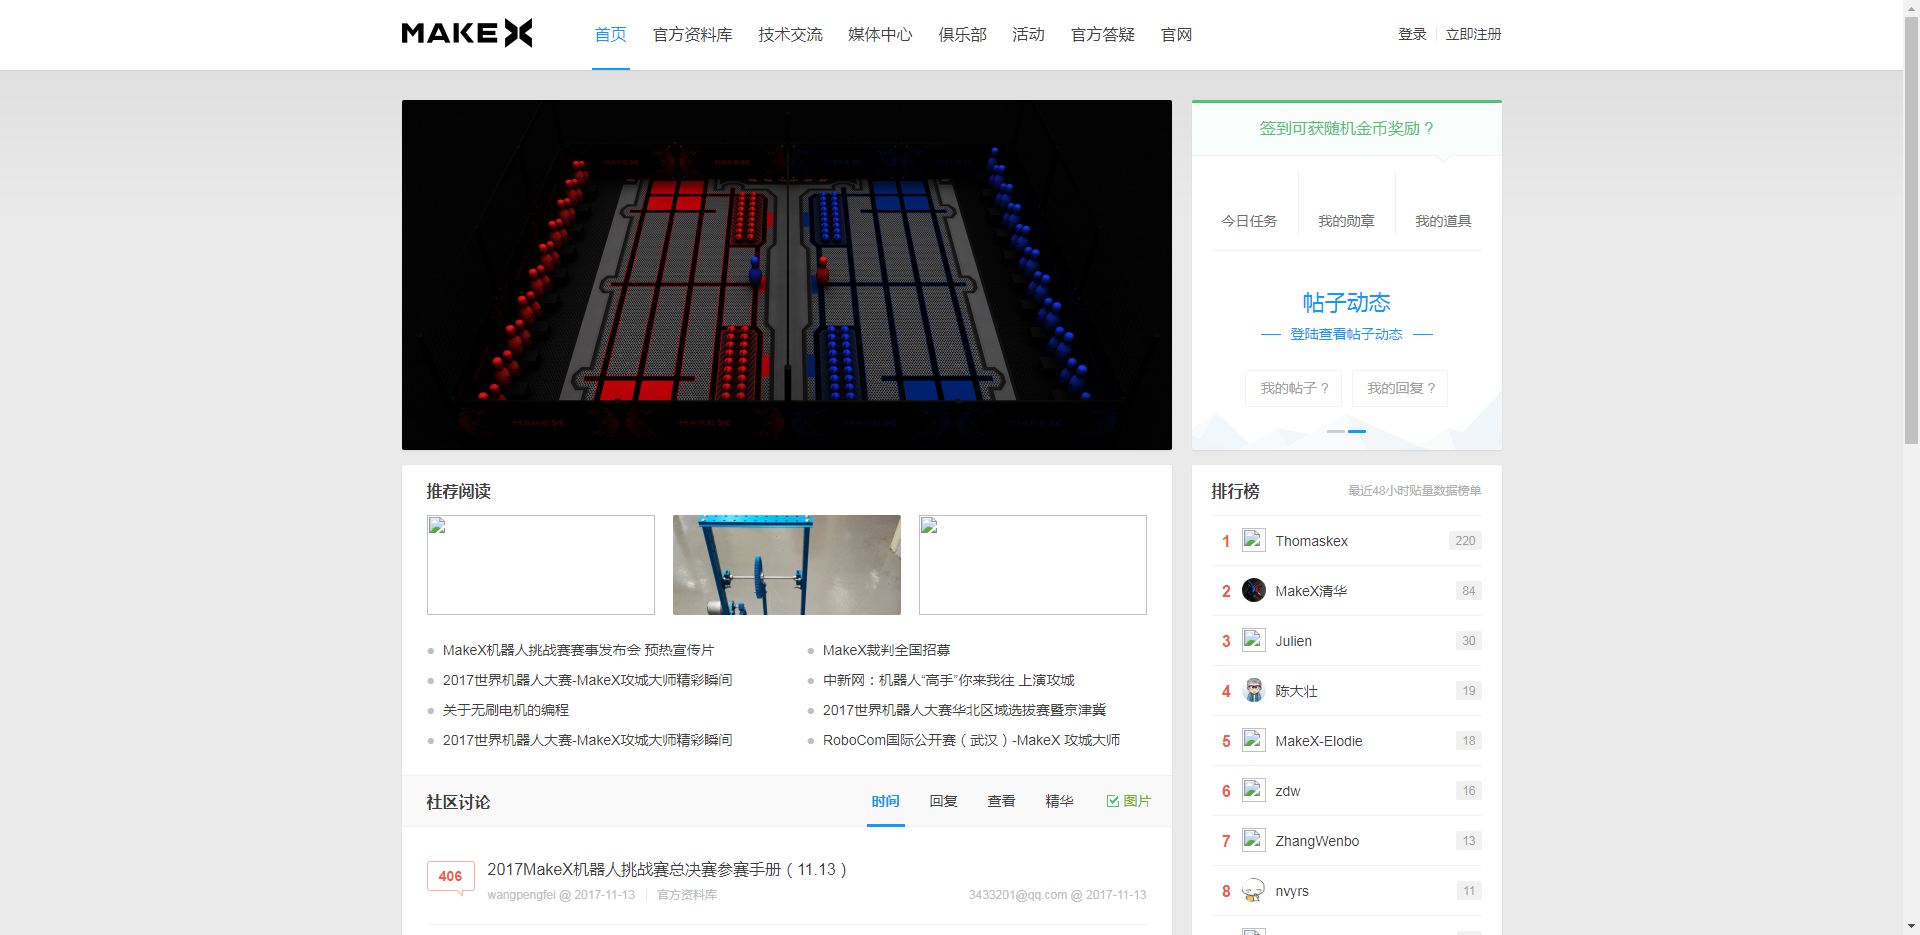 MAKE X
首页 官方资料库 技术交流 媒体中心 俱乐部 活动 官方答疑 官网
登录 立即注册
签到可获随机金币奖励 ?
今日任务 我的勋章 我的道具
帖子动态
登陆查看帖子动态
我的帖子 ? 我的回复 ?
MAKE X MAKE X
推荐阅读
MakeX机器人挑战赛赛事发布会 预热宣传片
MakeX裁判全国招募
2017世界机器人大赛-MakeX攻城大师精彩瞬间
中新网：机器人“高手”你来我往 上演攻城
关于无刷电机的编程
2017世界机器人大赛华北区域选拔赛暨京津冀
2017世界机器人大赛-MakeX攻城大师精彩瞬间
RoboCom国际公开赛（武汉）-MakeX 攻城大师
社区讨论
时间 回复 查看 精华 图片
406
2017MakeX机器人挑战赛总决赛参赛手册（11.13）
wangpengfei @ 2017-11-13 官方资料库
3433201@qq.com @ 2017-11-13
排行榜 最近48小时贴量数据榜单
1 Thomaskex 220
2 MakeX清华 84
3 Julien 30
4 陈大壮 19
5 MakeX-Elodie 18
6 zdw 16
7 ZhangWenbo 13
8 nvyrs 11